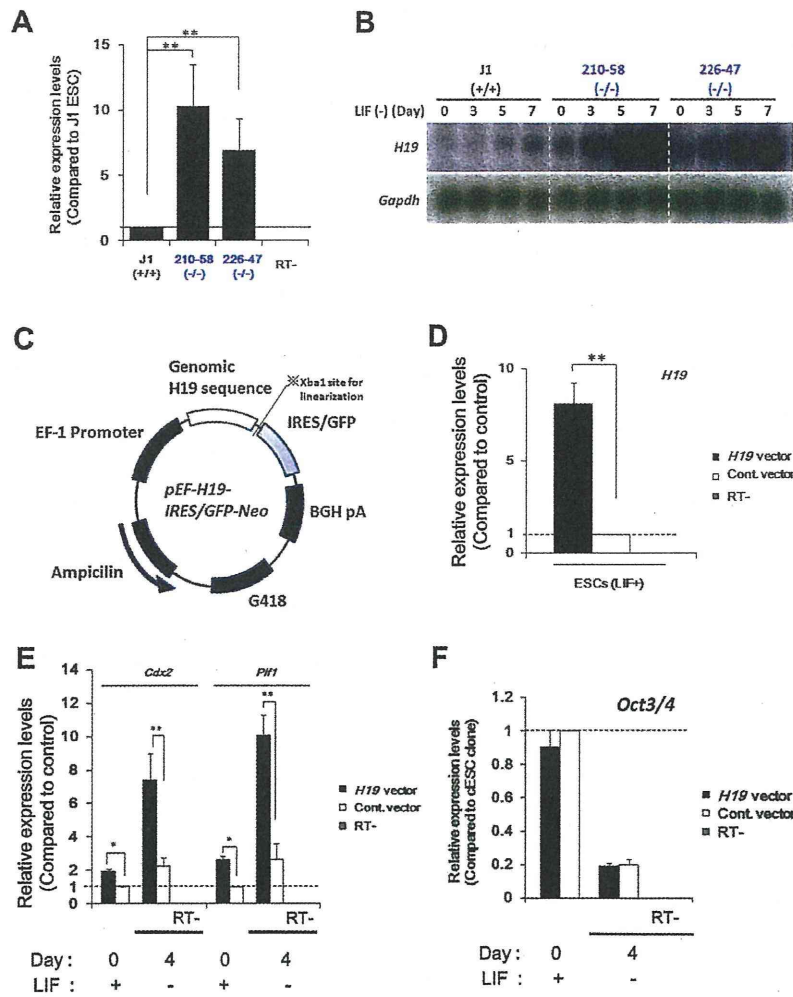 A
Relative expression levels
(Compared to J1 ESC)
15
10
5
1
0
**
**
J1
(+/+)
210-58
(-/-)
226-47
(-/-)
RT-
B
J1
(+/+)
210-58
(-/-)
226-47
(-/-)
LIF (-) (Day) 0 3 5 7 0 3 5 7 0 3 5 7
H19
Gapdh
C
Genomic
H19 sequence
※Xba1 site for
linearization
IRES/GFP
EF-1 Promoter
pEF-H19-
IRES/GFP-Neo
BGH pA
Ampicilin
G418
D
Relative expression levels
(Compared to control)
10
5
1
0
**
H19
H19 vector
Cont. vector
RT-
ESCs (LIF+)
E
Relative expression levels
(Compared to control)
14
12
10
8
6
4
2
1
0
Cdx2
Plf1
*
**
*
**
H19 vector
Cont. vector
RT-
RT- RT-
Day : 0 4 0 4
LIF : + - + -
F
Relative expression levels
(Compared to cESC clone)
1.2
1
0.8
0.6
0.4
0.2
0
Oct3/4
H19 vector
Cont. vector
RT-
RT-
Day : 0 4
LIF : + -